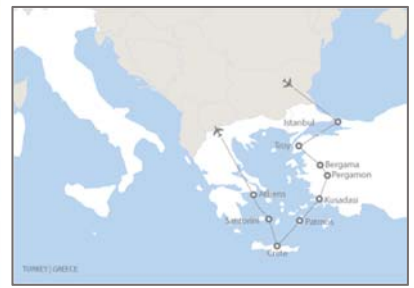 Istanbul
Troy
Bergama
Pergamon
Kusadasi
Athens
Santorini
Patmos
Crete
TURKEY | GREECE